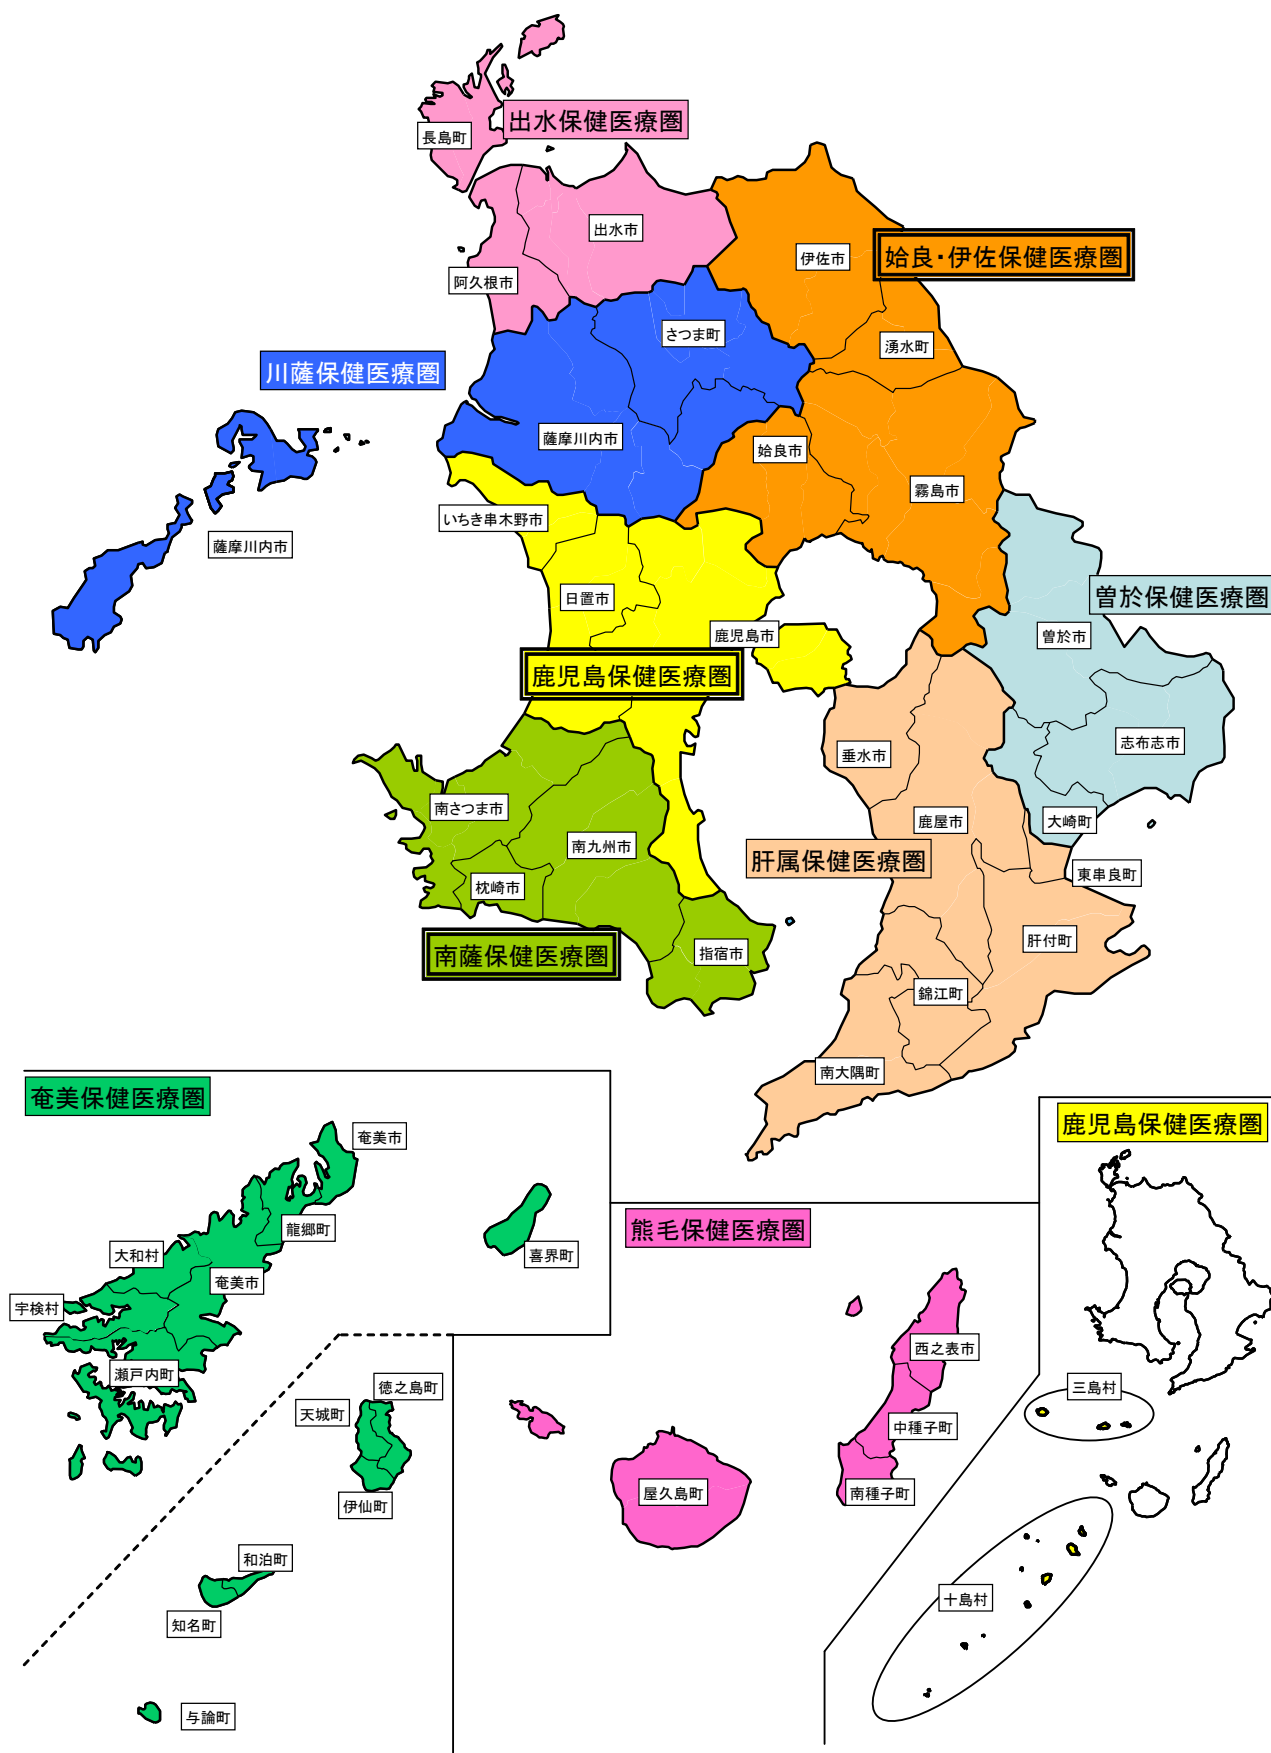 出水保健医療圏
長島町
出水市
阿久根市
伊佐市
始良・伊佐保健医療圏
さつま町
湧水町
川薩保健医療圏
薩摩川内市
始良市
霧島市
いちき串木野市
薩摩川内市
日置市
曽於保健医療圏
鹿児島市
曽於市
鹿児島保健医療圏
志布志市
垂水市
南さつま市
鹿屋市
大崎町
南九州市
肝属保健医療圏
東串良町
枕崎市
肝付町
南薩保健医療圏
指宿市
錦江町
南大隅町
奄美保健医療圏
鹿児島保健医療圏
奄美市
龍郷町
熊毛保健医療圏
大和村
喜界町
奄美市
宇検村
西之表市
瀬戸内町
徳之島町
三島村
天城町
中種子町
屋久島町
南種子町
伊仙町
和泊町
十島村
知名町
与論町